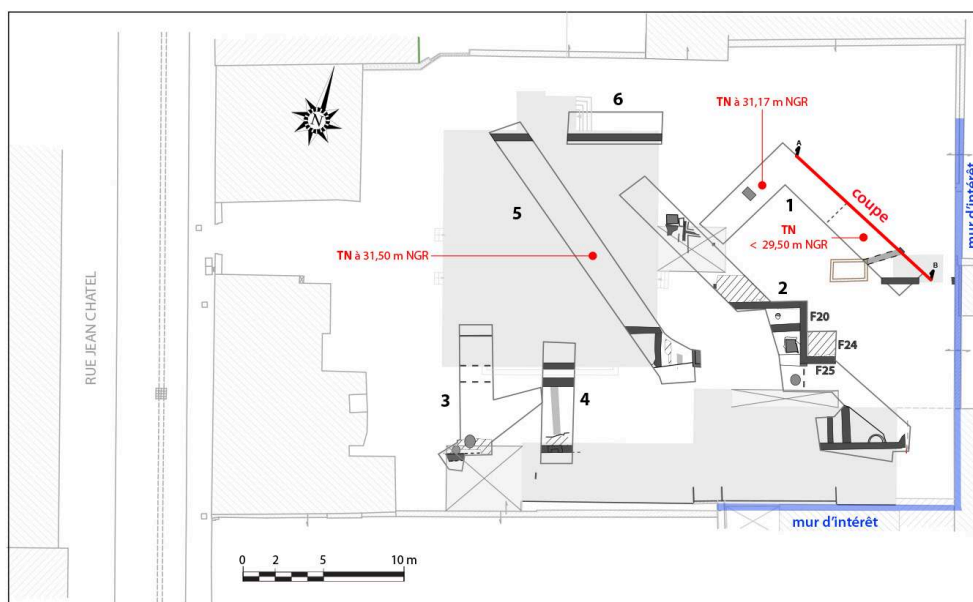 6
TN à 31,17 m NGR
A
N
coupe
mur d'intérêt
5
1
TN
< 29,50 m NGR
TN à 31,50 m NGR
B
2
F20
RUE JEAN CHATEL
F24
F25
3
4
mur d'intérêt
0 2 5 10 m